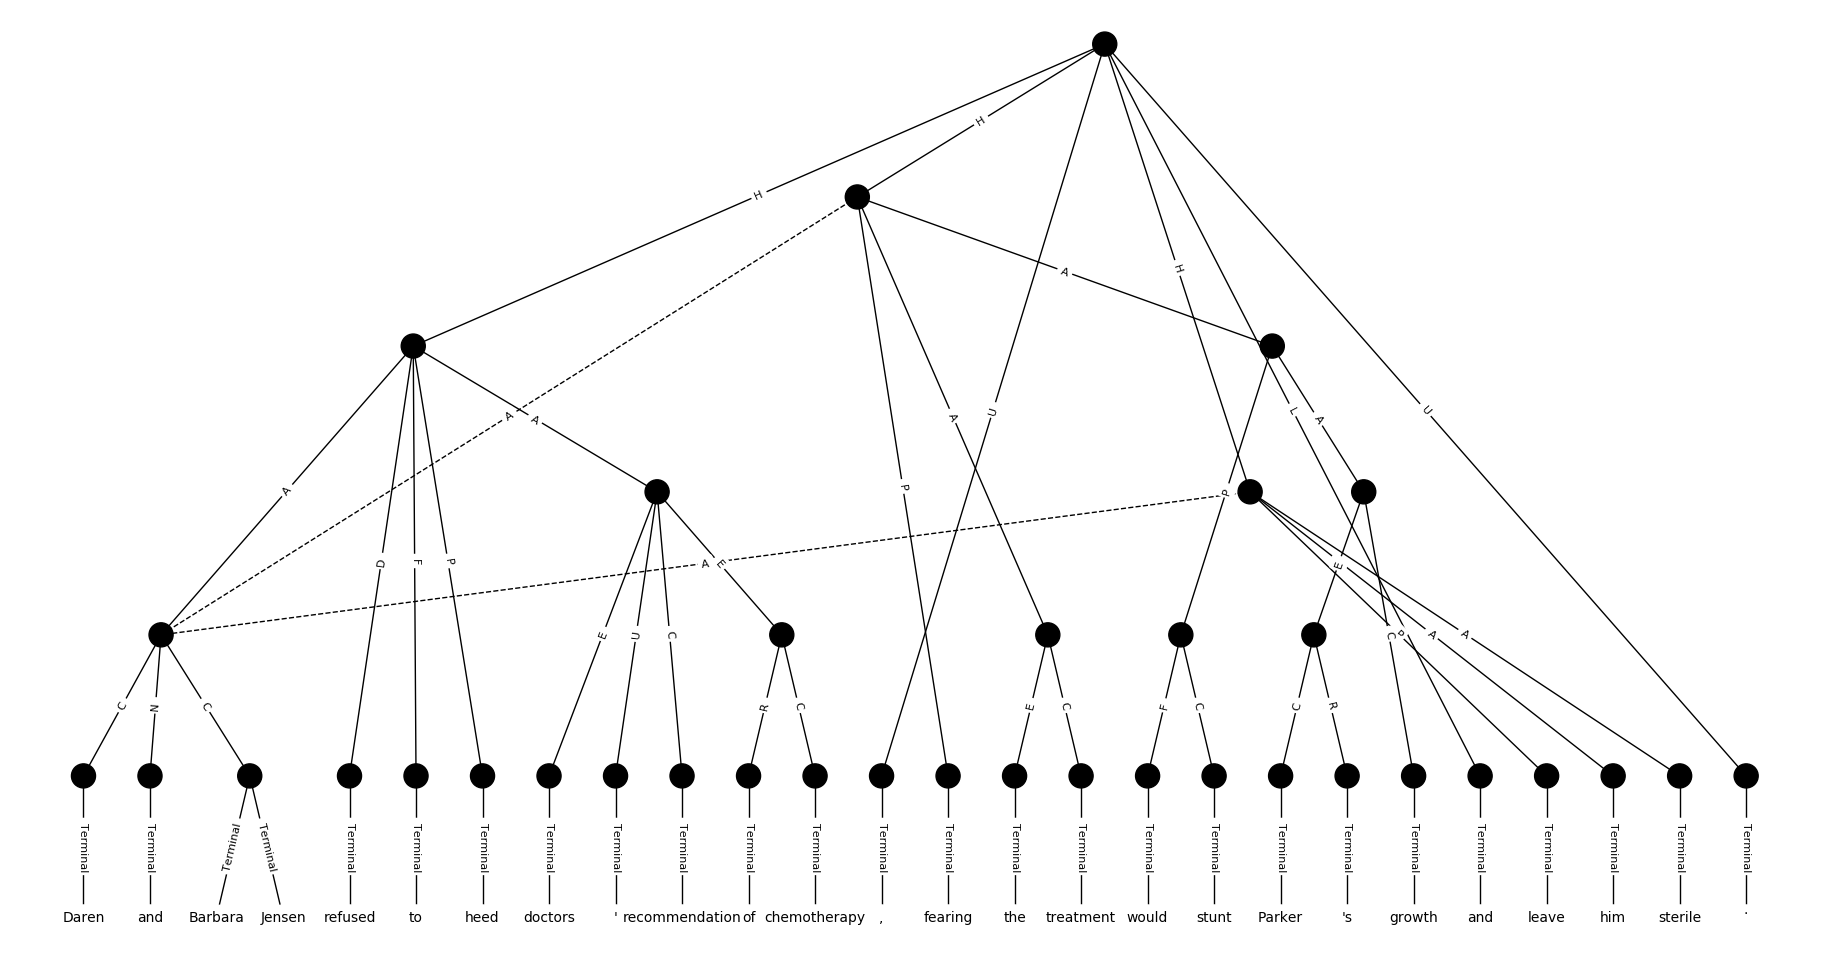 H
H
H
A
U
L
U
A
A
A
A
P
P
A
D
F
P
A
E
E
E
U
C
C
P
A
A
C
N
C
R
C
E
C
F
C
C
R
Terminal Terminal Terminal Terminal Terminal Terminal Terminal Terminal Terminal Terminal Terminal Terminal Terminal Terminal Terminal Terminal Terminal Terminal Terminal Terminal Terminal Terminal Terminal Terminal Terminal Terminal
Daren and Barbara Jensen refused to heed doctors ' recommendation of chemotherapy , fearing the treatment would stunt Parker 's growth and leave him sterile .